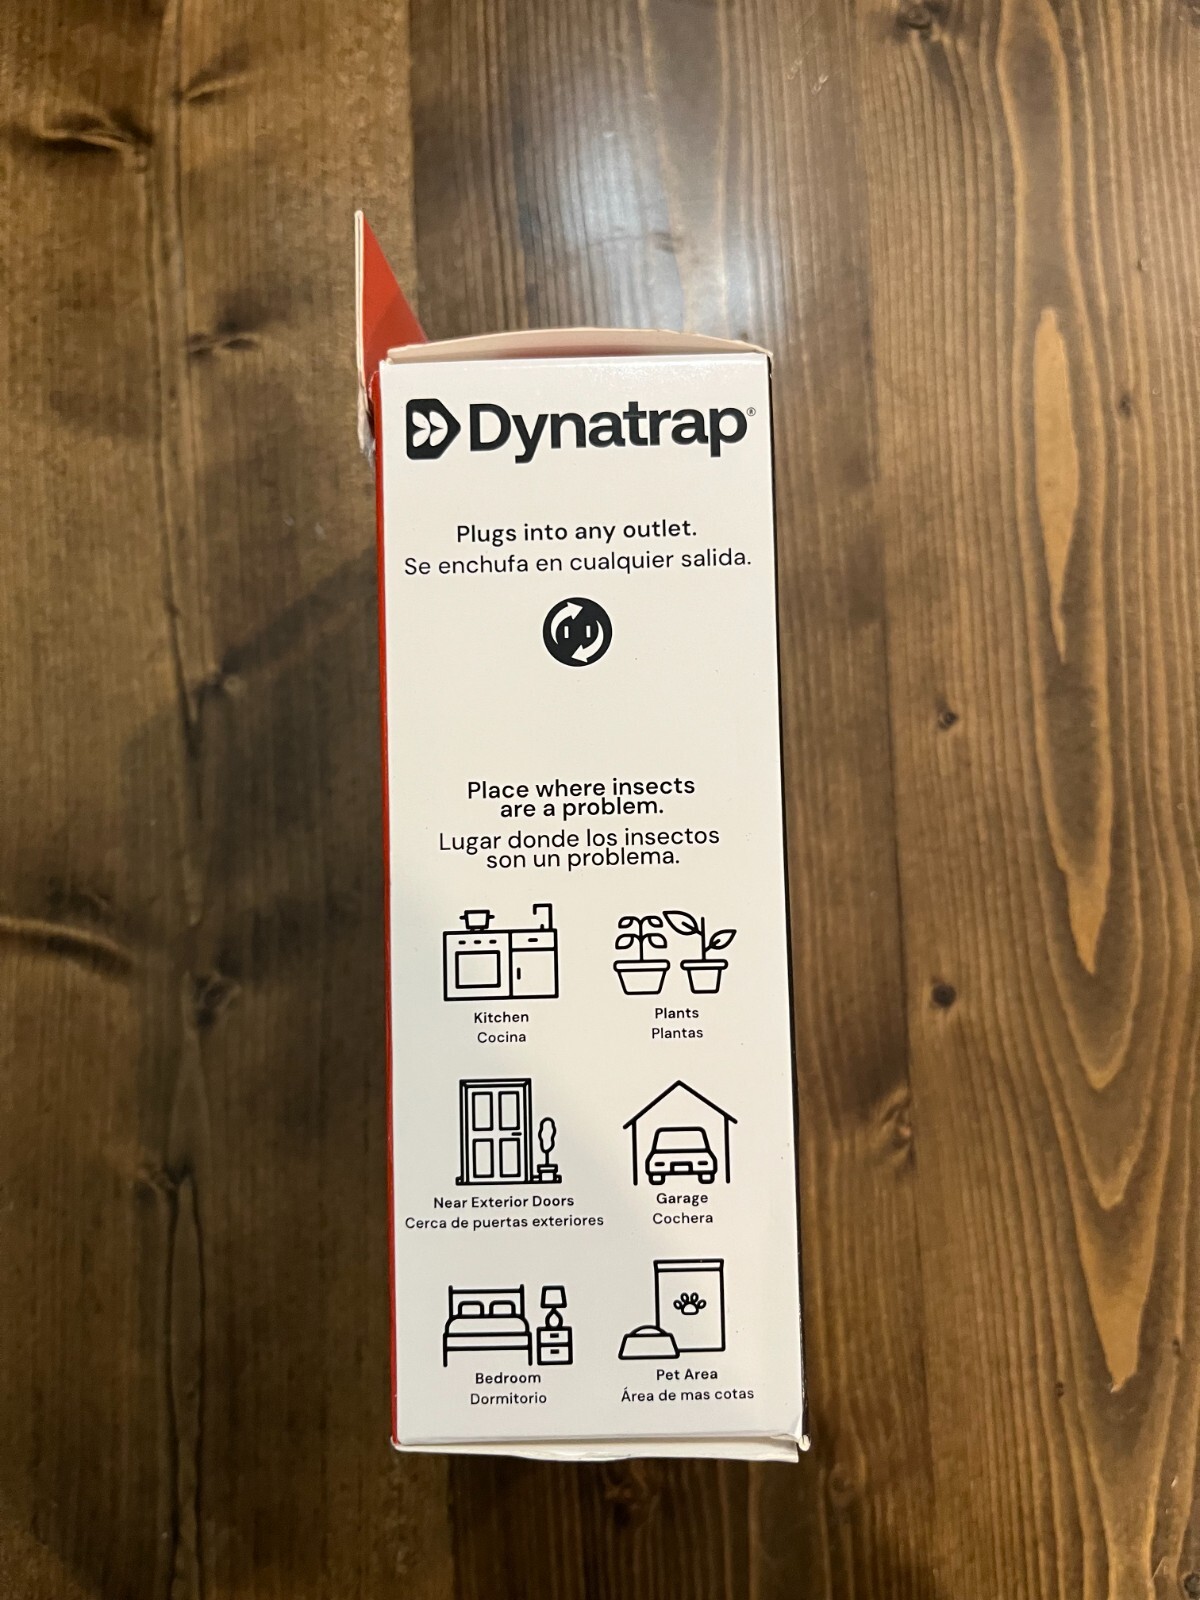 Dynatrap®
Plugs into any outlet.
Se enchufa en cualquier salida.
Place where insects
are a problem.
Lugar donde los insectos
son un problema.
Kitchen
Cocina
Plants
Plantas
Near Exterior Doors
Cerca de puertas exteriores
Garage
Cochera
Bedroom
Dormitorio
Pet Area
Área de mas cotas